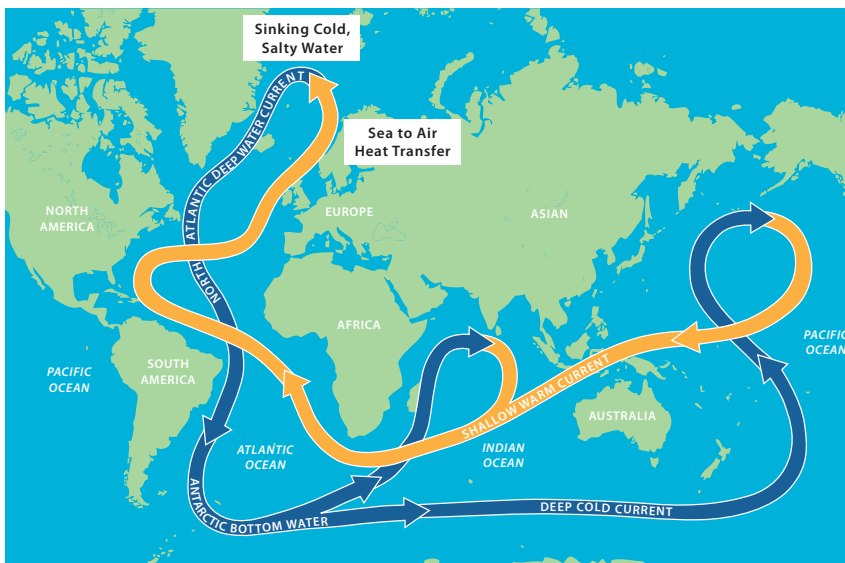 Sinking Cold,
Salty Water
Sea to Air
Heat Transfer
NORTH ATLANTIC DEEP WATER CURRENT
NORTH
AMERICA
EUROPE
ASIAN
AFRICA
PACIFIC
OCEAN
SOUTH
AMERICA
PACIFIC
OCEAN
SHALLOW WARM CURRENT
AUSTRALIA
ATLANTIC
OCEAN
INDIAN
OCEAN
ANTARCTIC BOTTOM WATER
DEEP COLD CURRENT